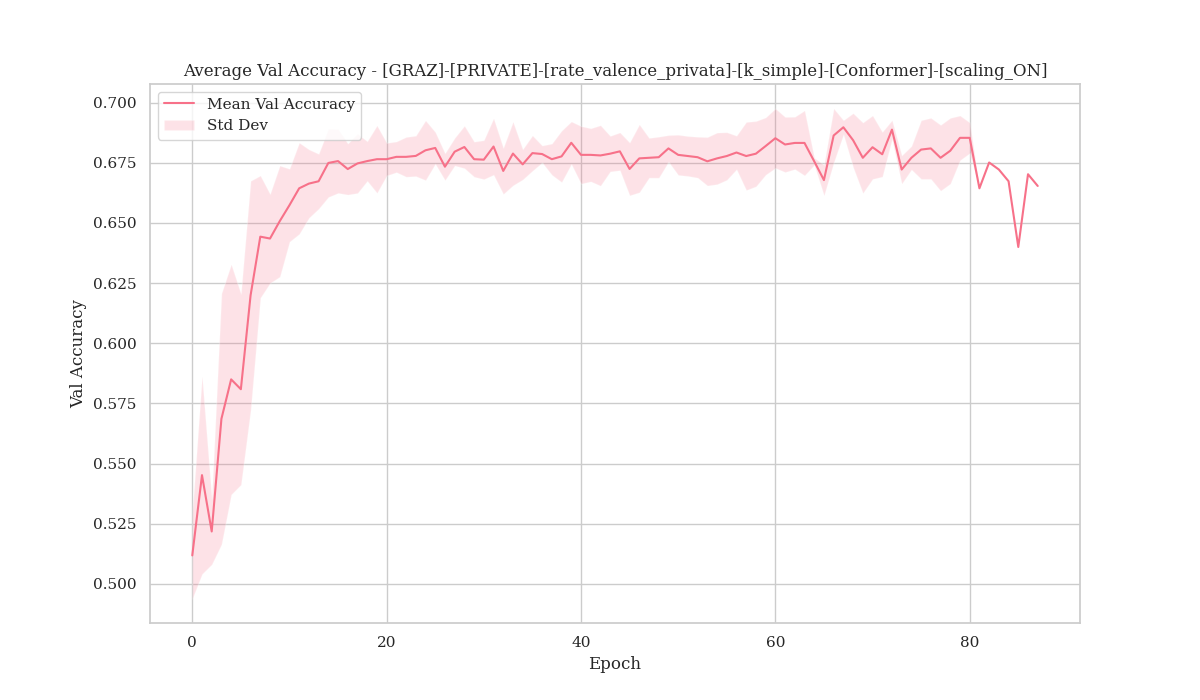 Average Val Accuracy - [GRAZ]-[PRIVATE]-[rate_valence_privata]-[k_simple]-[Conformer]-[scaling_ON]
Mean Val Accuracy
Std Dev
0.700
0.675
0.650
0.625
0.600
0.575
0.550
0.525
0.500
Val Accuracy
0 20 40 60 80
Epoch